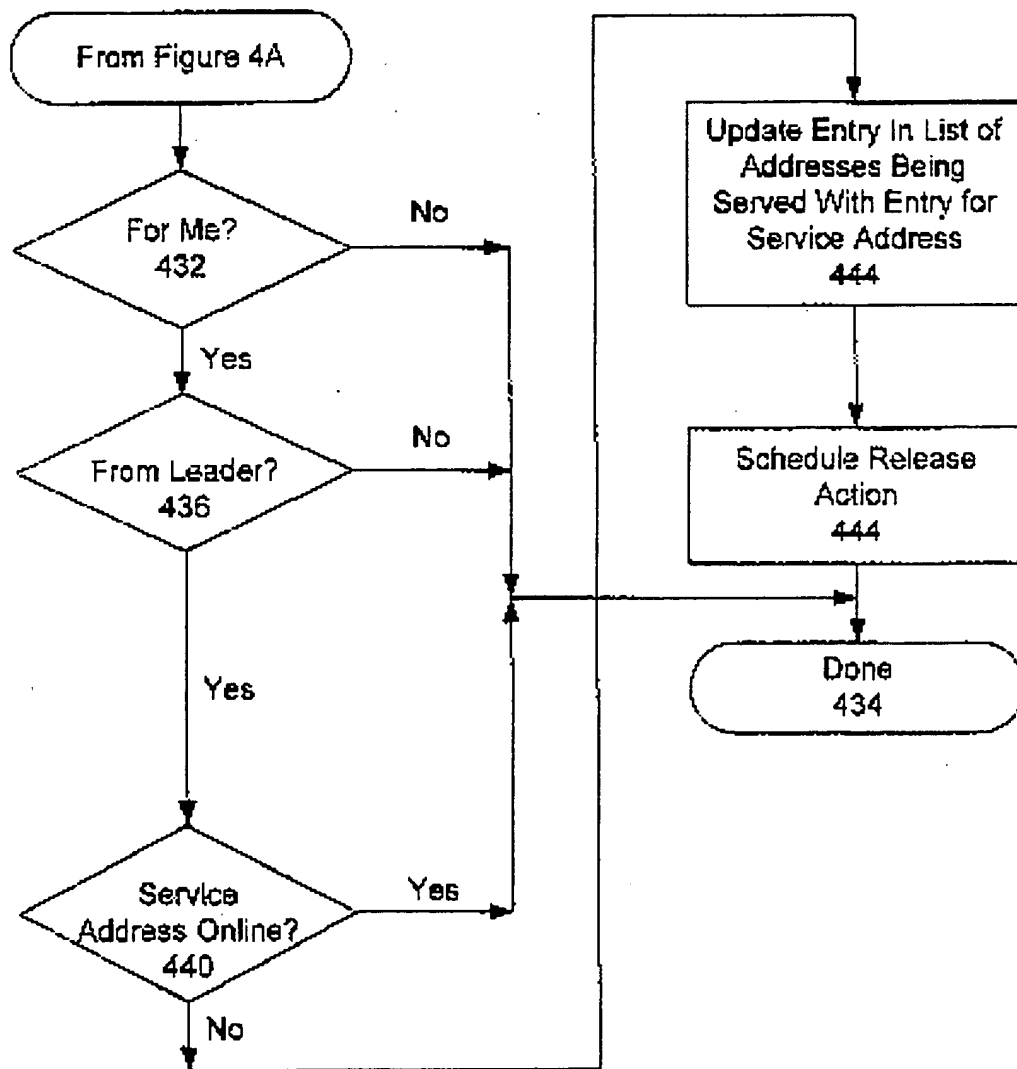 From Figure 4A
For Me?
432
No
Yes
From Leader?
436
No
Yes
Service
Address Online?
440
Yes
No
Update Entry In List of
Addresses Being
Served With Entry for
Service Address
444
Schedule Release
Action
444
Done
434